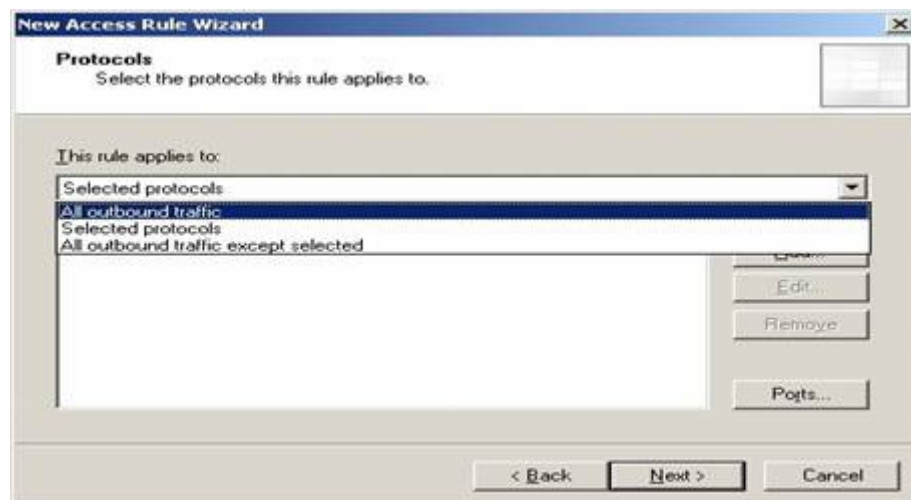 New Access Rule Wizard
Protocols
Select the protocols this rule applies to.
This rule applies to:
Selected protocols
All outbound traffic
Selected protocols
All outbound traffic except selected
Edit...
Remove
Ports...
< Back
Next >
Cancel